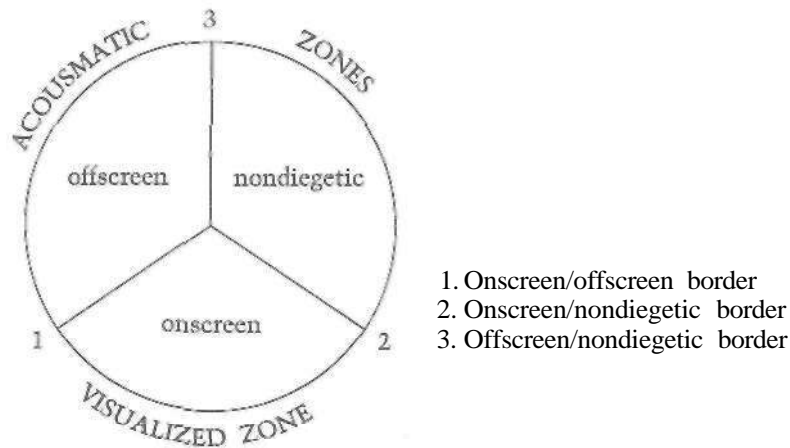 3
ACOUSMATIC ZONES
offscreen
nondiegetic
onscreen
1
2
VISUALIZED ZONE
1. Onscreen/offscreen border
2. Onscreen/nondiegetic border
3. Offscreen/nondiegetic border